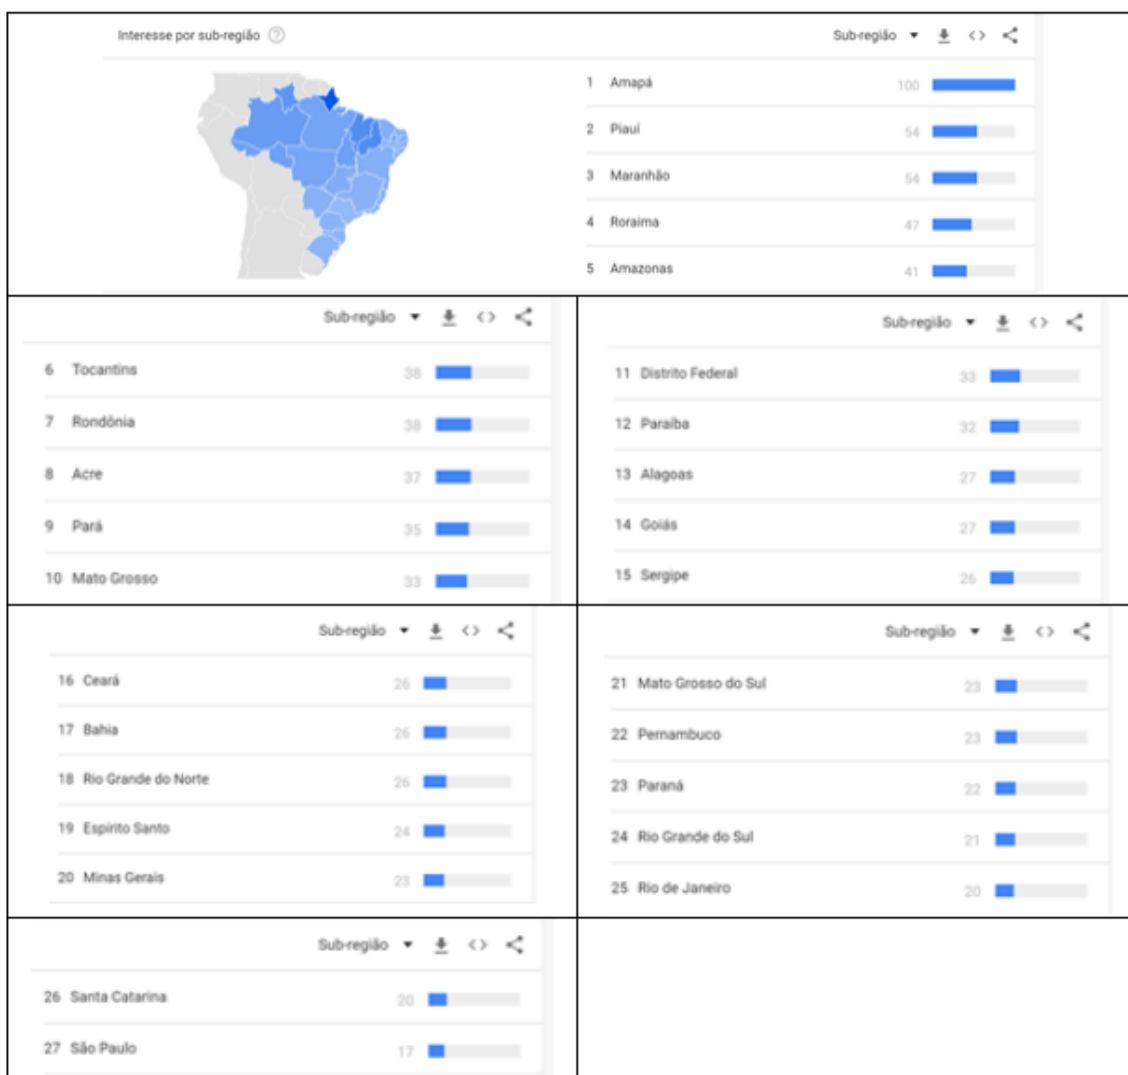 Interesse por sub-região
Sub-região
1 Amapá 100
2 Piauí 54
3 Maranhão 54
4 Roraima 47
5 Amazonas 41
Sub-região
6 Tocantins 38
7 Rondônia 38
8 Acre 37
9 Pará 35
10 Mato Grosso 33
Sub-região
11 Distrito Federal 33
12 Paraíba 32
13 Alagoas 27
14 Goiás 27
15 Sergipe 26
Sub-região
16 Ceará 26
17 Bahia 26
18 Rio Grande do Norte 26
19 Espírito Santo 24
20 Minas Gerais 23
Sub-região
21 Mato Grosso do Sul 23
22 Pernambuco 23
23 Paraná 22
24 Rio Grande do Sul 21
25 Rio de Janeiro 20
Sub-região
26 Santa Catarina 20
27 São Paulo 17